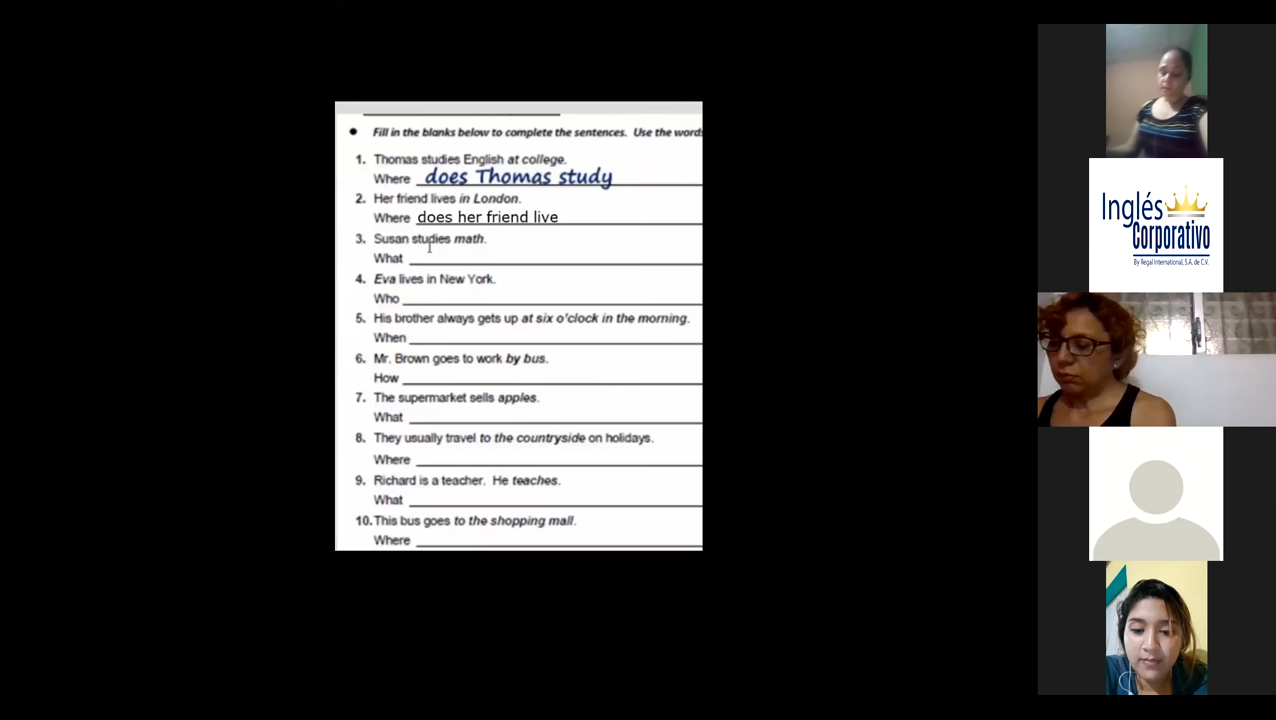 Fill in the blanks below to complete the sentences. Use the words
1. Thomas studies English at college.
Where does Thomas study
2. Her friend lives in London.
Where does her friend live
3. Susan studies math.
What
4. Eva lives in New York.
Who
5. His brother always gets up at six o'clock in the morning.
When
6. Mr. Brown goes to work by bus.
How
7. The supermarket sells apples.
What
8. They usually travel to the countryside on holidays.
Where
9. Richard is a teacher. He teaches.
What
10. This bus goes to the shopping mall.
Where
Inglés
Corporativo
By Regal International, S.A. de C.V.